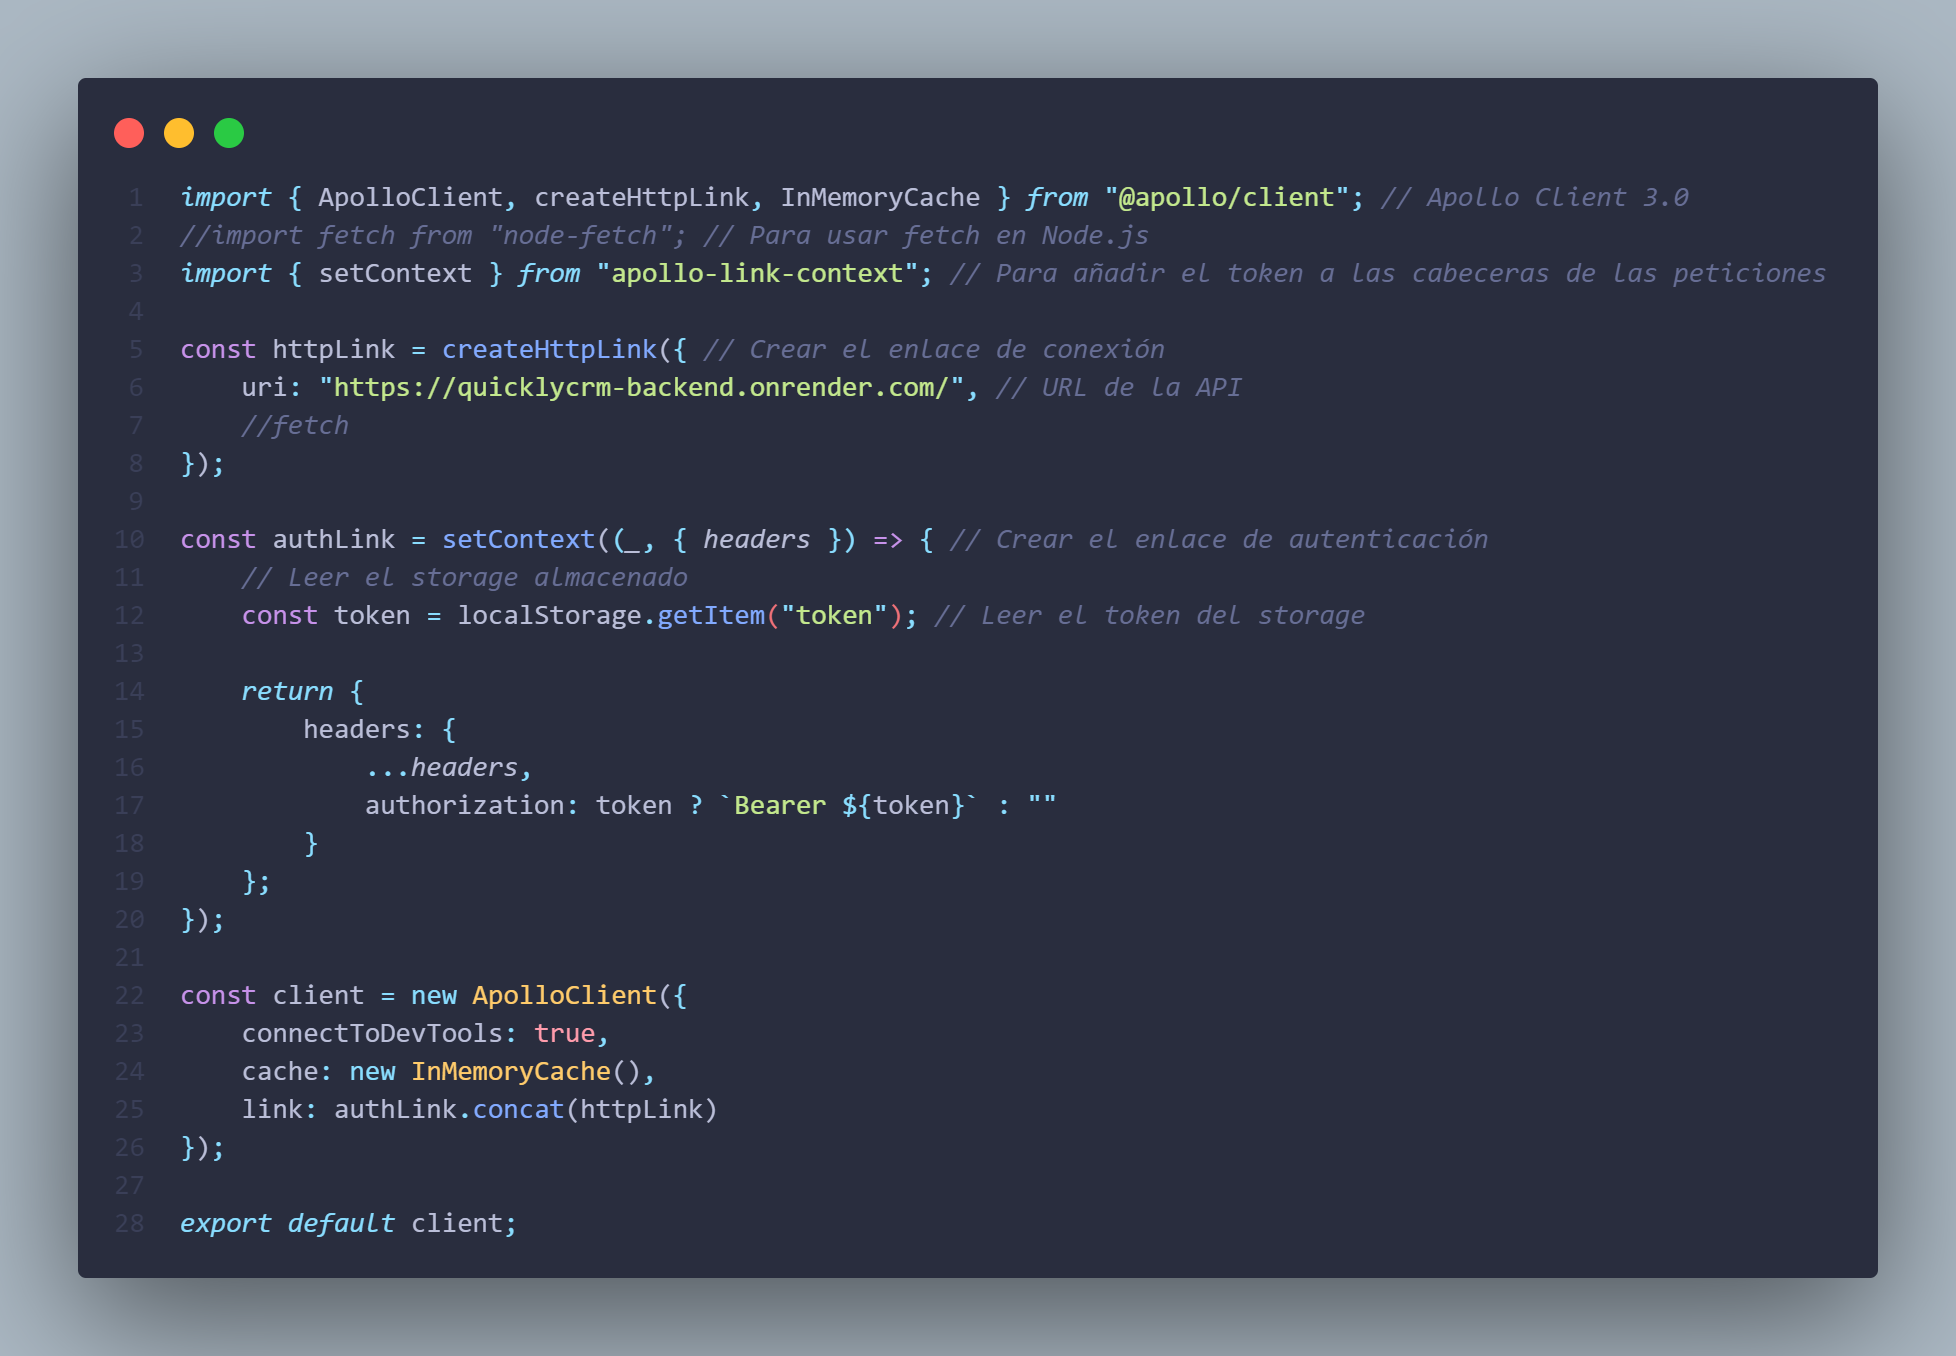 1 import { ApolloClient, createHttpLink, InMemoryCache } from "@apollo/client"; // Apollo Client 3.0
2 //import fetch from "node-fetch"; // Para usar fetch en Node.js
3 import { setContext } from "apollo-link-context"; // Para añadir el token a las cabeceras de las peticiones
4
5 const httpLink = createHttpLink({ // Crear el enlace de conexión
6     uri: "https://quicklycrm-backend.onrender.com/", // URL de la API
7     //fetch
8 });
9
10 const authLink = setContext((_, { headers }) => { // Crear el enlace de autenticación
11     // Leer el storage almacenado
12     const token = localStorage.getItem("token"); // Leer el token del storage
13
14     return {
15         headers: {
16             ...headers,
17             authorization: token ? `Bearer ${token}` : ""
18         }
19     };
20 });
21
22 const client = new ApolloClient({
23     connectToDevTools: true,
24     cache: new InMemoryCache(),
25     link: authLink.concat(httpLink)
26 });
27
28 export default client;